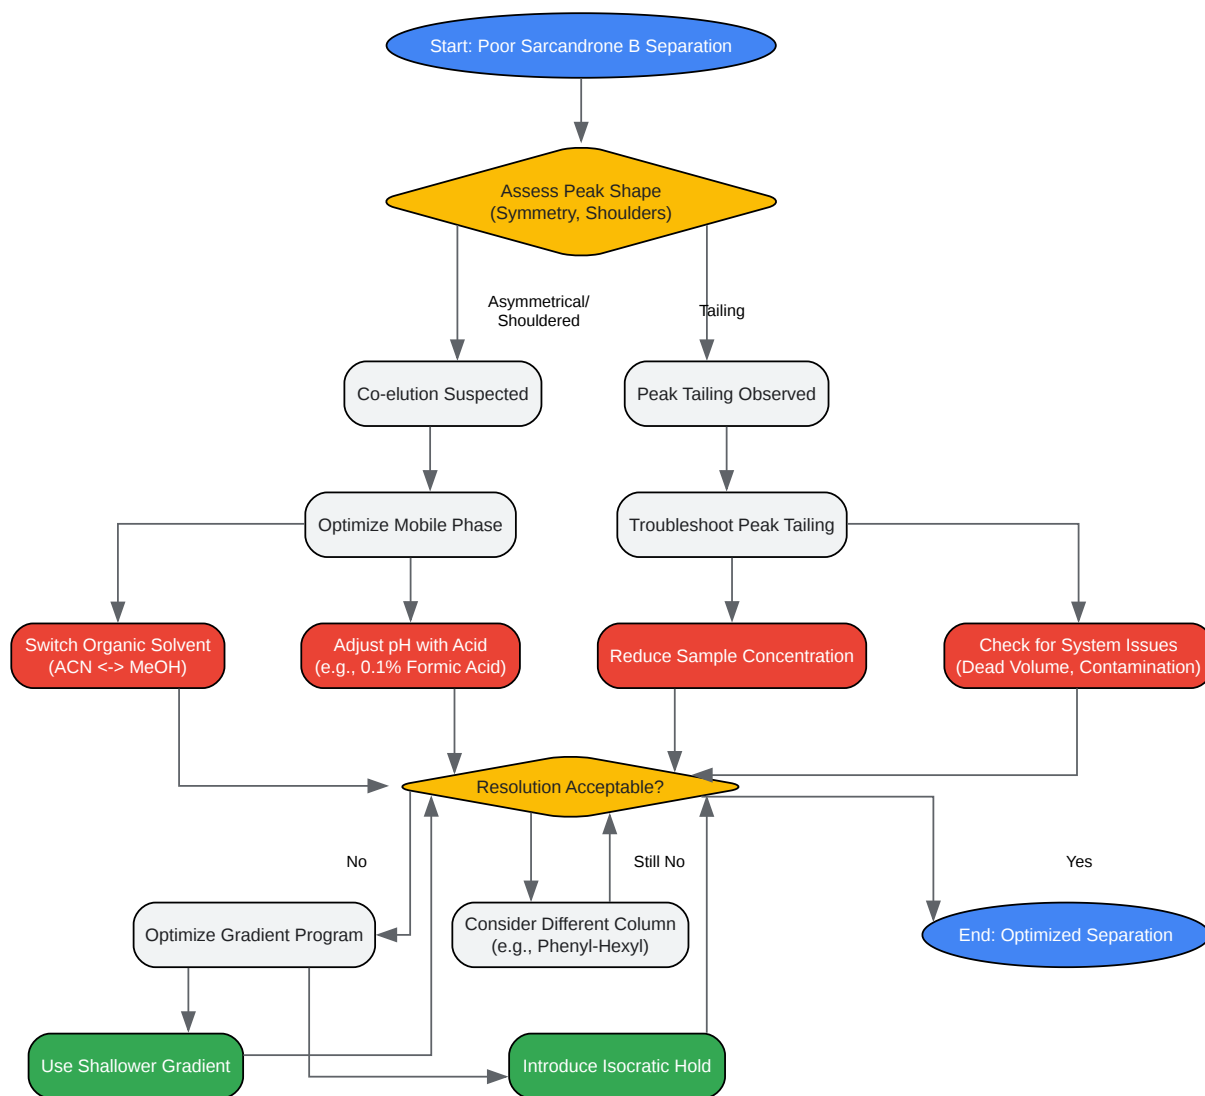 Start: Poor Sarcandrone B Separation
Assess Peak Shape
(Symmetry, Shoulders)
Asymmetrical/
Shouldered
Tailing
Co-elution Suspected
Peak Tailing Observed
Optimize Mobile Phase
Troubleshoot Peak Tailing
Switch Organic Solvent
(ACN <-> MeOH)
Adjust pH with Acid
(e.g., 0.1% Formic Acid)
Reduce Sample Concentration
Check for System Issues
(Dead Volume, Contamination)
Resolution Acceptable?
No
Still No
Yes
Optimize Gradient Program
Consider Different Column
(e.g., Phenyl-Hexyl)
End: Optimized Separation
Use Shallower Gradient
Introduce Isocratic Hold